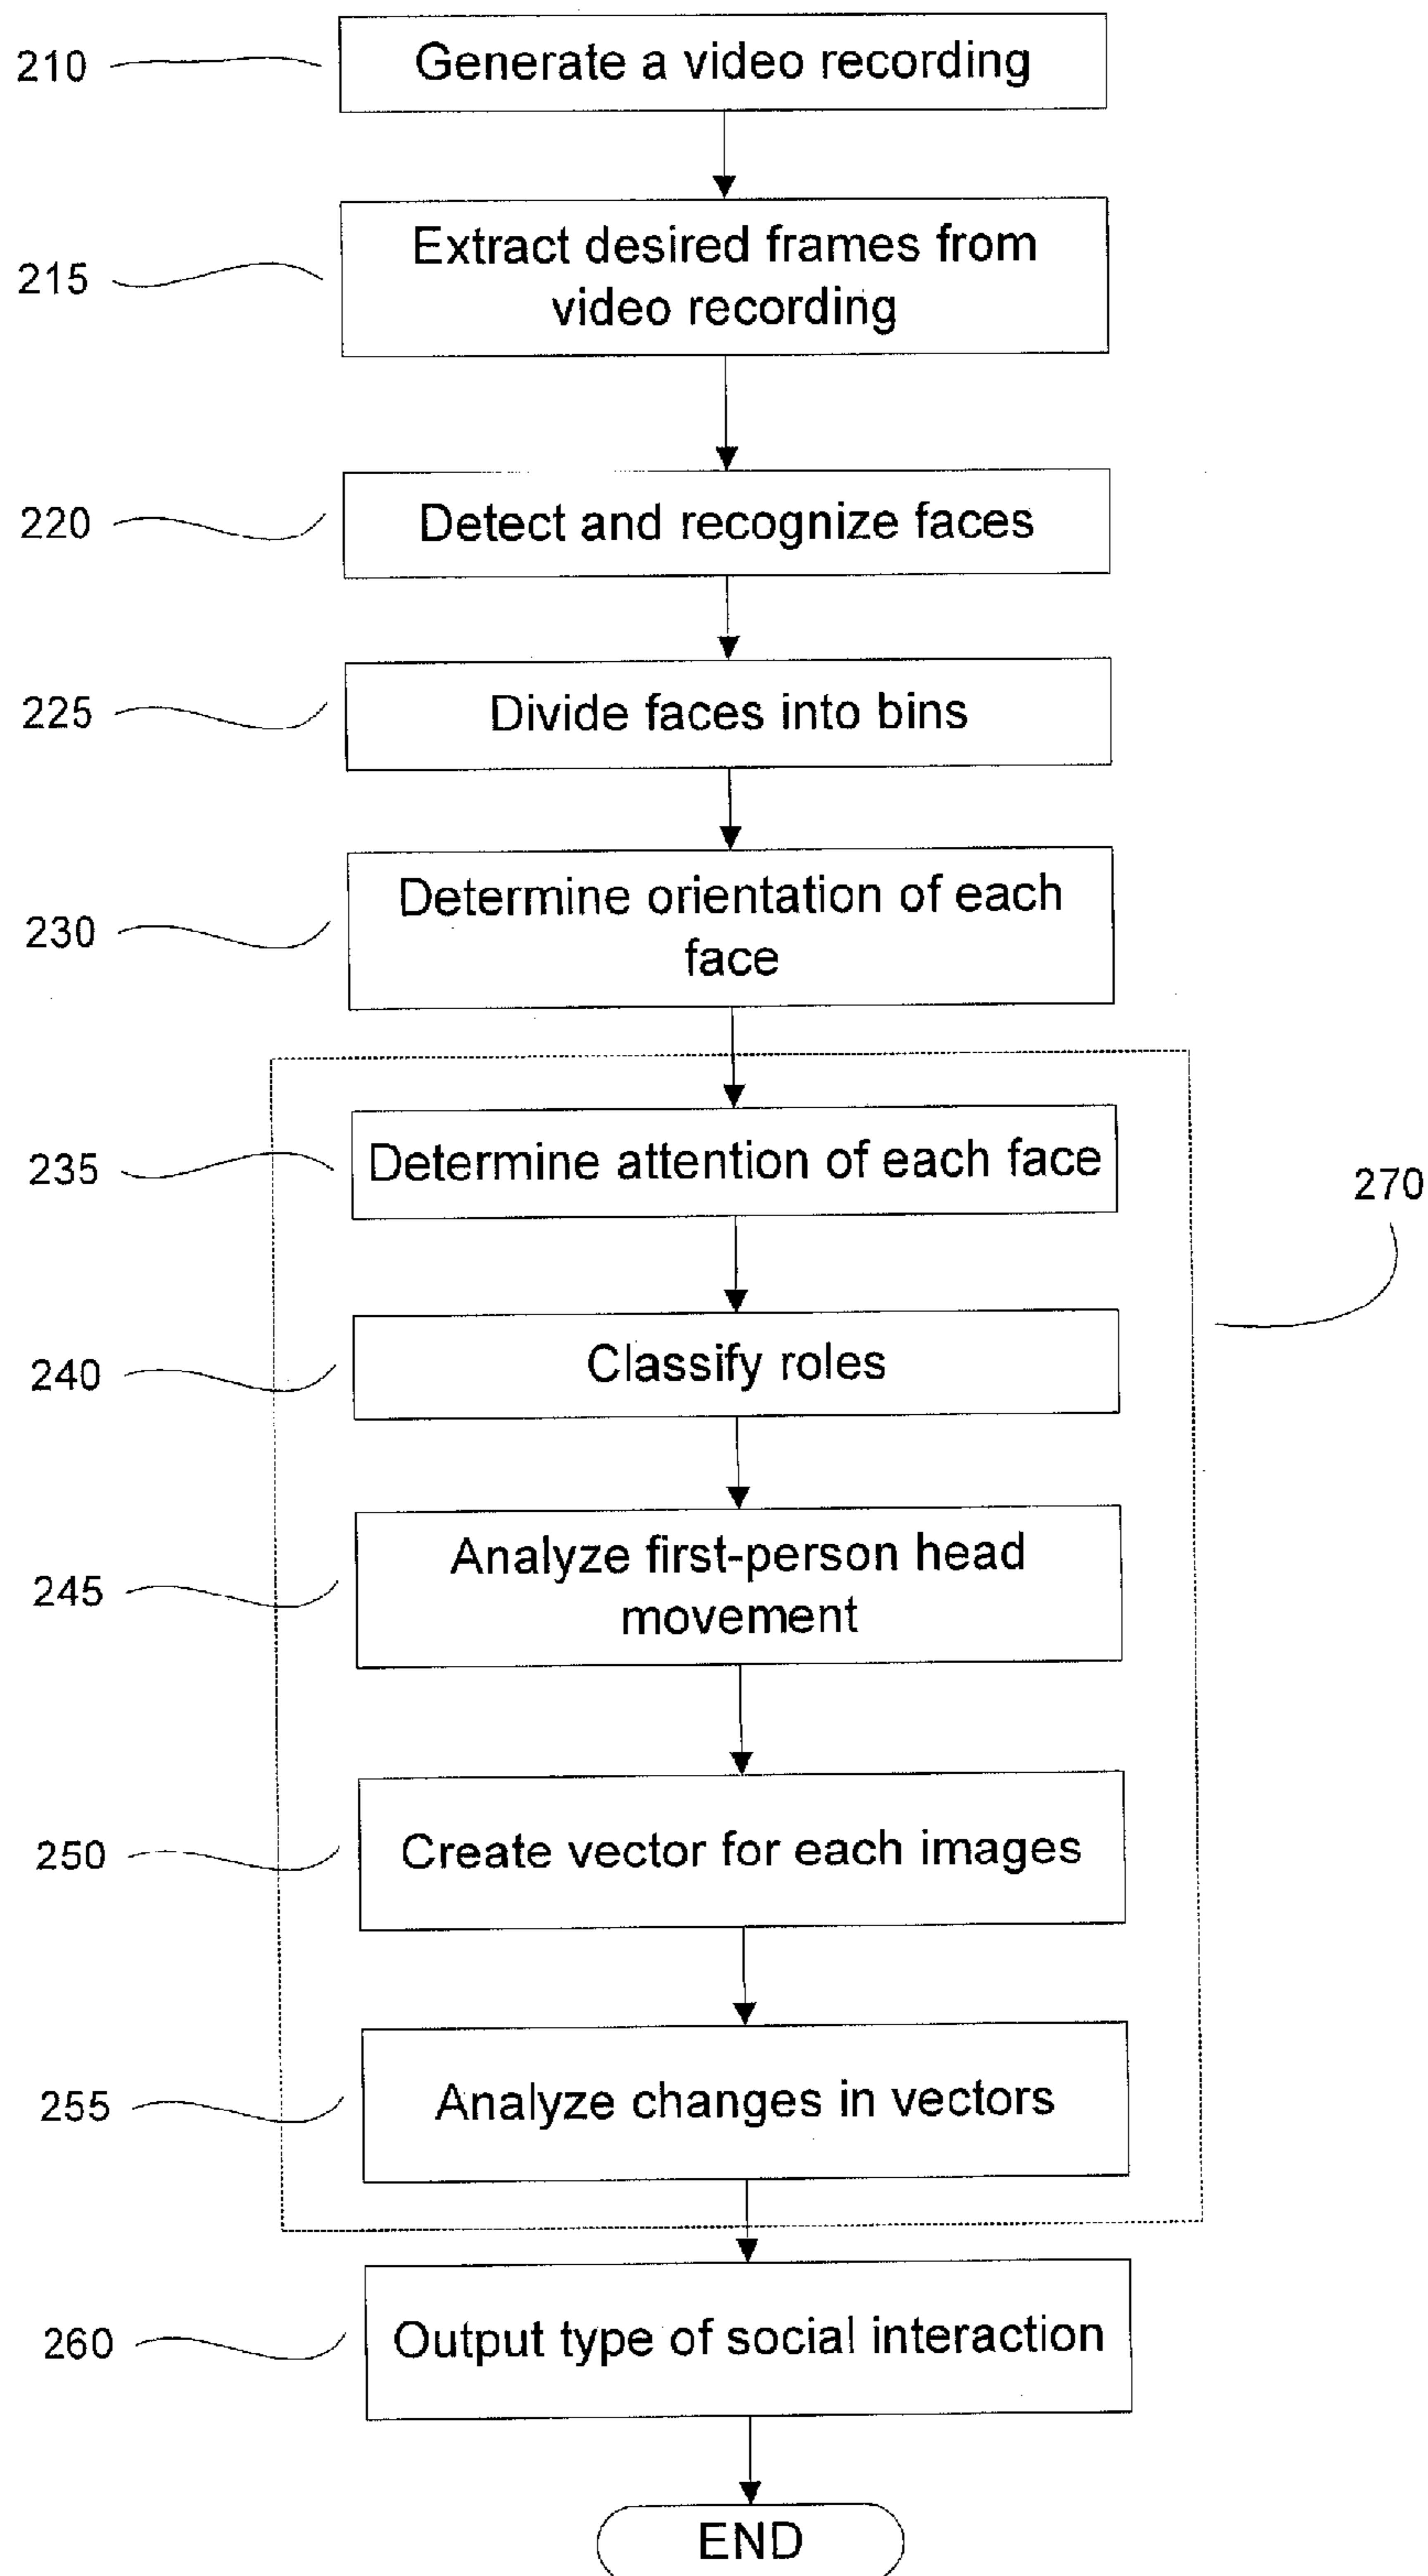 210
Generate a video recording
215
Extract desired frames from
video recording
220
Detect and recognize faces
225
Divide faces into bins
230
Determine orientation of each
face
235
Determine attention of each face
270
240
Classify roles
245
Analyze first-person head
movement
250
Create vector for each images
255
Analyze changes in vectors
260
Output type of social interaction
END